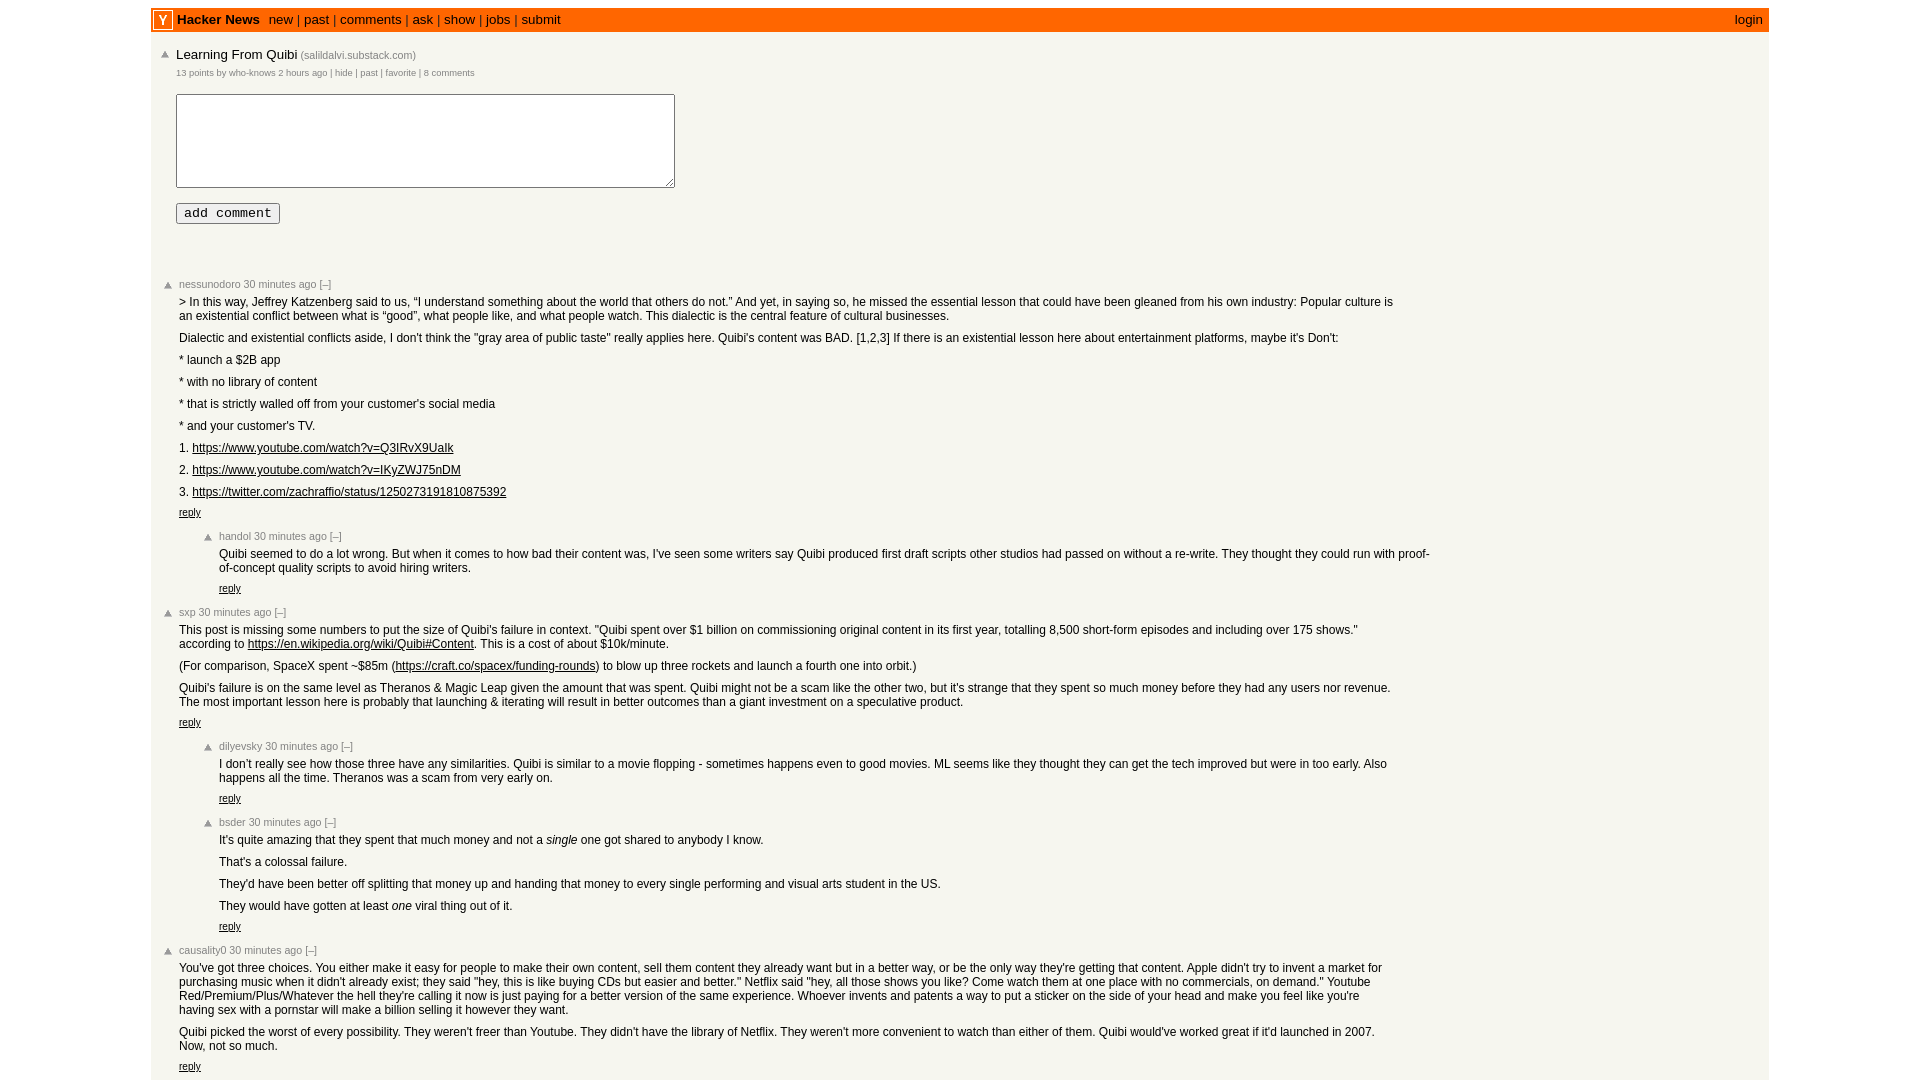 Y Hacker News new | past | comments | ask | show | jobs | submit login
Learning From Quibi (salildalvi.substack.com)
13 points by who-knows 2 hours ago | hide | past | favorite | 8 comments
add comment
nessunodoro 30 minutes ago [–]
> In this way, Jeffrey Katzenberg said to us, “I understand something about the world that others do not.” And yet, in saying so, he missed the essential lesson that could have been gleaned from his own industry: Popular culture is
an existential conflict between what is “good”, what people like, and what people watch. This dialectic is the central feature of cultural businesses.
Dialectic and existential conflicts aside, I don't think the "gray area of public taste" really applies here. Quibi's content was BAD. [1,2,3] If there is an existential lesson here about entertainment platforms, maybe it's Don't:
* launch a $2B app
* with no library of content
* that is strictly walled off from your customer's social media
* and your customer's TV.
1. https://www.youtube.com/watch?v=Q3IRvX9UaIk
2. https://www.youtube.com/watch?v=IKyZWJ75nDM
3. https://twitter.com/zachraffio/status/1250273191810875392
reply
handol 30 minutes ago [–]
Quibi seemed to do a lot wrong. But when it comes to how bad their content was, I've seen some writers say Quibi produced first draft scripts other studios had passed on without a re-write. They thought they could run with proof-
of-concept quality scripts to avoid hiring writers.
reply
sxp 30 minutes ago [–]
This post is missing some numbers to put the size of Quibi's failure in context. "Quibi spent over $1 billion on commissioning original content in its first year, totalling 8,500 short-form episodes and including over 175 shows."
according to https://en.wikipedia.org/wiki/Quibi#Content. This is a cost of about $10k/minute.
(For comparison, SpaceX spent ~$85m (https://craft.co/spacex/funding-rounds) to blow up three rockets and launch a fourth one into orbit.)
Quibi's failure is on the same level as Theranos & Magic Leap given the amount that was spent. Quibi might not be a scam like the other two, but it's strange that they spent so much money before they had any users nor revenue.
The most important lesson here is probably that launching & iterating will result in better outcomes than a giant investment on a speculative product.
reply
dilyevsky 30 minutes ago [–]
I don’t really see how those three have any similarities. Quibi is similar to a movie flopping - sometimes happens even to good movies. ML seems like they thought they can get the tech improved but were in too early. Also
happens all the time. Theranos was a scam from very early on.
reply
bsder 30 minutes ago [–]
It's quite amazing that they spent that much money and not a single one got shared to anybody I know.
That's a colossal failure.
They'd have been better off splitting that money up and handing that money to every single performing and visual arts student in the US.
They would have gotten at least one viral thing out of it.
reply
causality0 30 minutes ago [–]
You've got three choices. You either make it easy for people to make their own content, sell them content they already want but in a better way, or be the only way they're getting that content. Apple didn't try to invent a market for
purchasing music when it didn't already exist; they said "hey, this is like buying CDs but easier and better." Netflix said "hey, all those shows you like? Come watch them at one place with no commercials, on demand." Youtube
Red/Premium/Plus/Whatever the hell they're calling it now is just paying for a better version of the same experience. Whoever invents and patents a way to put a sticker on the side of your head and make you feel like you're
having sex with a pornstar will make a billion selling it however they want.
Quibi picked the worst of every possibility. They weren't freer than Youtube. They didn't have the library of Netflix. They weren't more convenient to watch than either of them. Quibi would've worked great if it'd launched in 2007.
Now, not so much.
reply